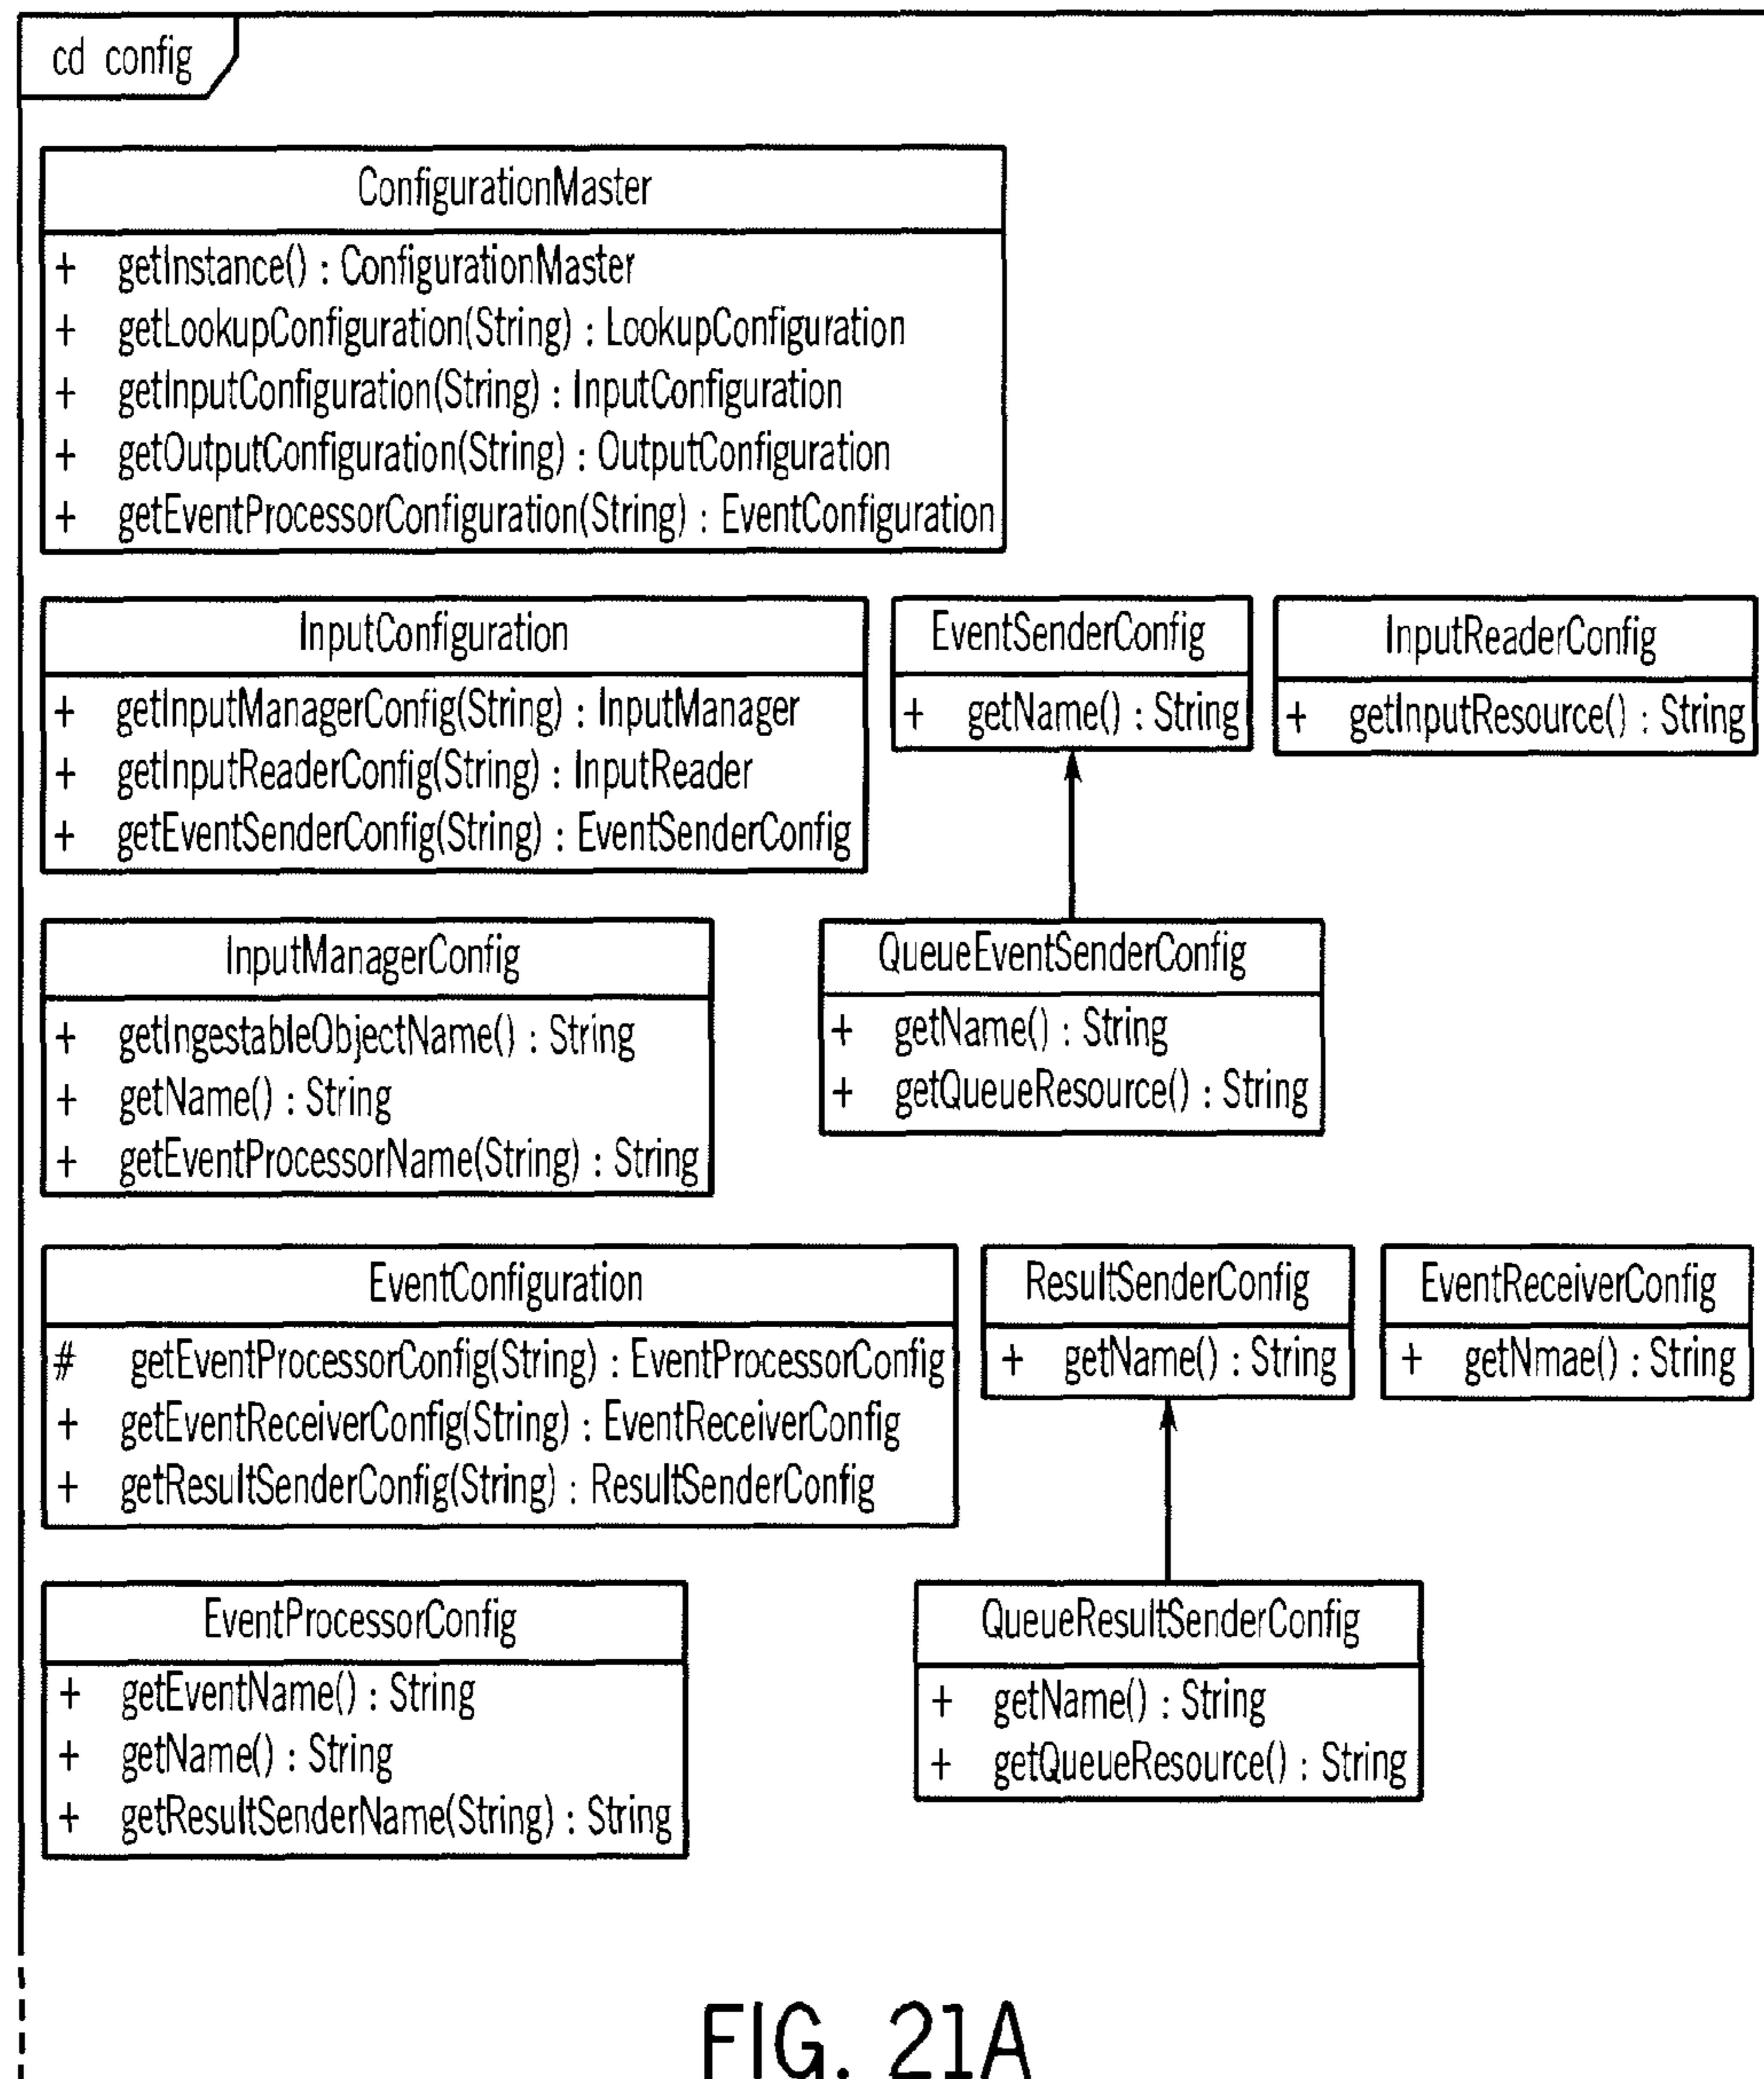 cd config
ConfigurationMaster
+ getInstance() : ConfigurationMaster
+ getLookupConfiguration(String) : LookupConfiguration
+ getInputConfiguration(String) : InputConfiguration
+ getOutputConfiguration(String) : OutputConfiguration
+ getEventProcessorConfiguration(String) : EventConfiguration
InputConfiguration
+ getInputManagerConfig(String) : InputManager
+ getInputReaderConfig(String) : InputReader
+ getEventSenderConfig(String) : EventSenderConfig
EventSenderConfig
+ getName() : String
InputReaderConfig
+ getInputResource() : String
InputManagerConfig
+ getIngestableObjectName() : String
+ getName() : String
+ getEventProcessorName(String) : String
QueueEventSenderConfig
+ getName() : String
+ getQueueResource() : String
EventConfiguration
# getEventProcessorConfig(String) : EventProcessorConfig
+ getEventReceiverConfig(String) : EventReceiverConfig
+ getResultSenderConfig(String) : ResultSenderConfig
ResultSenderConfig
+ getName() : String
EventReceiverConfig
+ getNmae() : String
EventProcessorConfig
+ getEventName() : String
+ getName() : String
+ getResultSenderName(String) : String
QueueResultSenderConfig
+ getName() : String
+ getQueueResource() : String
FIG. 21A